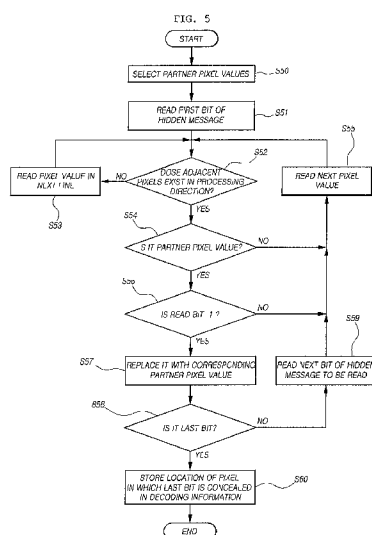 FIG. 5
START
SELECT PARTNER PIXEL VALUES
S50
READ FIRST BIT OF
HIDDEN MESSAGE
S51
S52
S55
DOSE ADJACENT
PIXELS EXIST IN PROCESSING
DIRECTION?
NO
READ PIXEL VALUE IN
NEXT LINE
S53
READ NEXT PIXEL
VALUE
YES
S54
IS IT PARTNER PIXEL VALUE?
NO
YES
S56
IS READ BIT 1 ?
NO
YES
S59
S57
REPLACE IT WITH CORRESPONDING
PARTNER PIXEL VALUE
READ NEXT BIT OF HIDDEN
MESSAGE TO BE READ
S58
IS IT LAST BIT?
NO
YES
STORE LOCATION OF PIXEL
IN WHICH LAST BIT IS CONCEALED
IN DECODING INFORMATION
S60
END